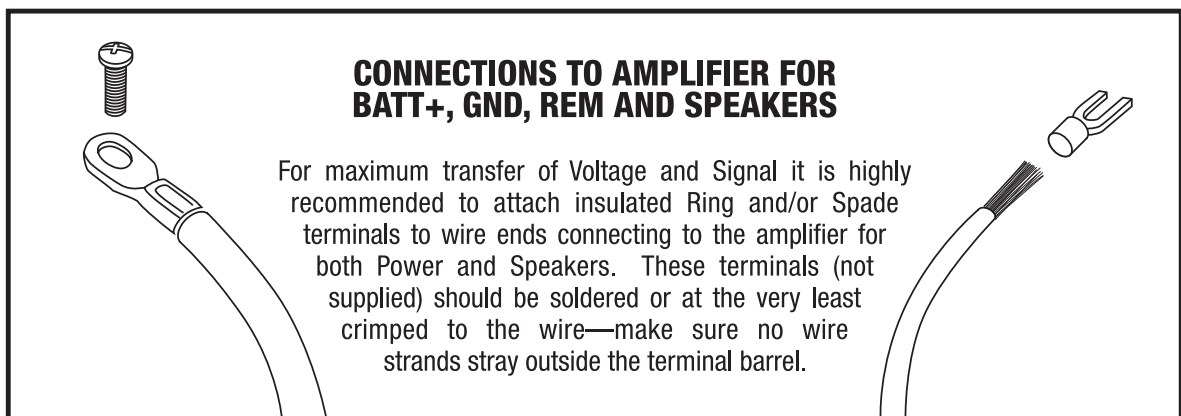 CONNECTIONS TO AMPLIFIER FOR
BATT+, GND, REM AND SPEAKERS
For maximum transfer of Voltage and Signal it is highly
recommended to attach insulated Ring and/or Spade
terminals to wire ends connecting to the amplifier for
both Power and Speakers. These terminals (not
supplied) should be soldered or at the very least
crimped to the wire—make sure no wire
strands stray outside the terminal barrel.